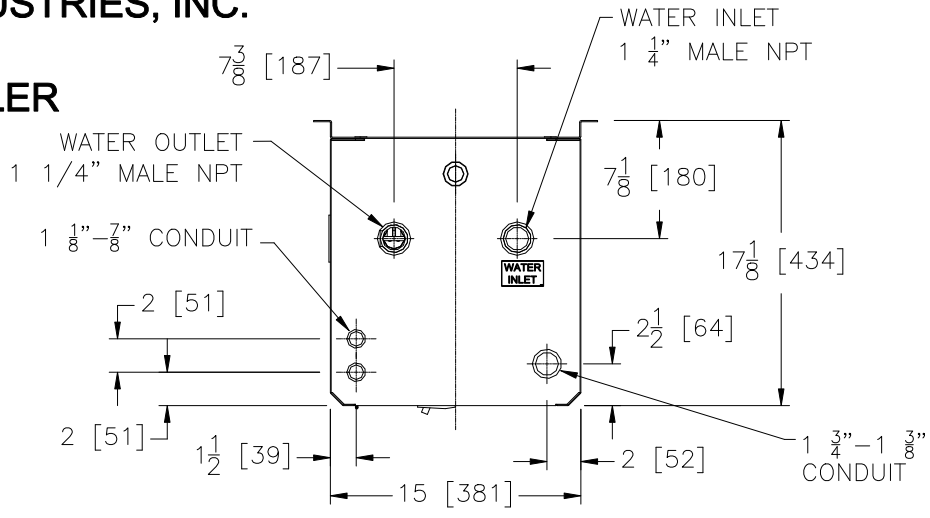 INC.
WATER INLET
1 1/4” MALE NPT
7 3/8 [187]
WATER OUTLET
1 1/4” MALE NPT
7 1/8 [180]
1 1/8”–7/8” CONDUIT
17 1/8 [434]
WATER
INLET
2 [51]
2 1/2 [64]
2 [51]
1 1/2 [39]
2 [52]
1 3/4”–1 3/8”
CONDUIT
15 [381]